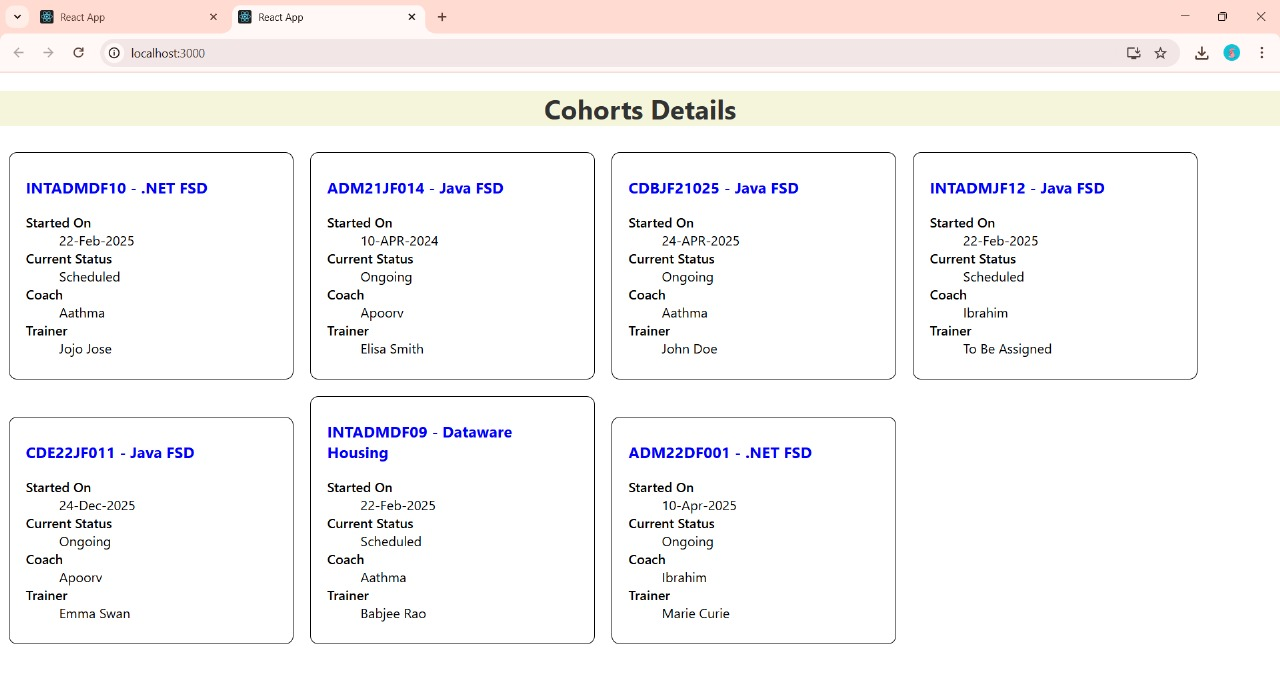 React App
React App
localhost:3000
Cohorts Details
INTADMDF10 - .NET FSD
Started On
22-Feb-2025
Current Status
Scheduled
Coach
Aathma
Trainer
Jojo Jose
ADM21JF014 - Java FSD
Started On
10-APR-2024
Current Status
Ongoing
Coach
Apoorv
Trainer
Elisa Smith
CDBJF21025 - Java FSD
Started On
24-APR-2025
Current Status
Ongoing
Coach
Aathma
Trainer
John Doe
INTADMJF12 - Java FSD
Started On
22-Feb-2025
Current Status
Scheduled
Coach
Ibrahim
Trainer
To Be Assigned
CDE22JF011 - Java FSD
Started On
24-Dec-2025
Current Status
Ongoing
Coach
Apoorv
Trainer
Emma Swan
INTADMDF09 - Dataware
Housing
Started On
22-Feb-2025
Current Status
Scheduled
Coach
Aathma
Trainer
Babjee Rao
ADM22DF001 - .NET FSD
Started On
10-Apr-2025
Current Status
Ongoing
Coach
Ibrahim
Trainer
Marie Curie